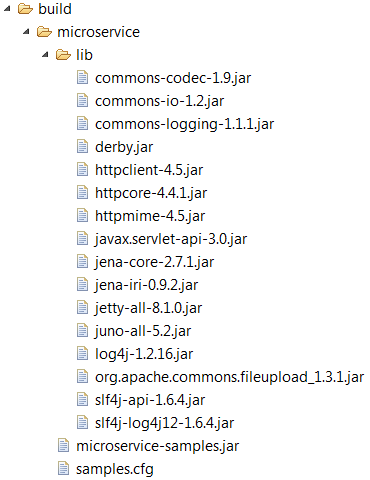 build
microservice
lib
commons-codec-1.9.jar
commons-io-1.2.jar
commons-logging-1.1.1.jar
derby.jar
httpclient-4.5.jar
httpcore-4.4.1.jar
httpmime-4.5.jar
javax.servlet-api-3.0.jar
jena-core-2.7.1.jar
jena-iri-0.9.2.jar
jetty-all-8.1.0.jar
juno-all-5.2.jar
log4j-1.2.16.jar
org.apache.commons.fileupload_1.3.1.jar
slf4j-api-1.6.4.jar
slf4j-log4j12-1.6.4.jar
microservice-samples.jar
samples.cfg